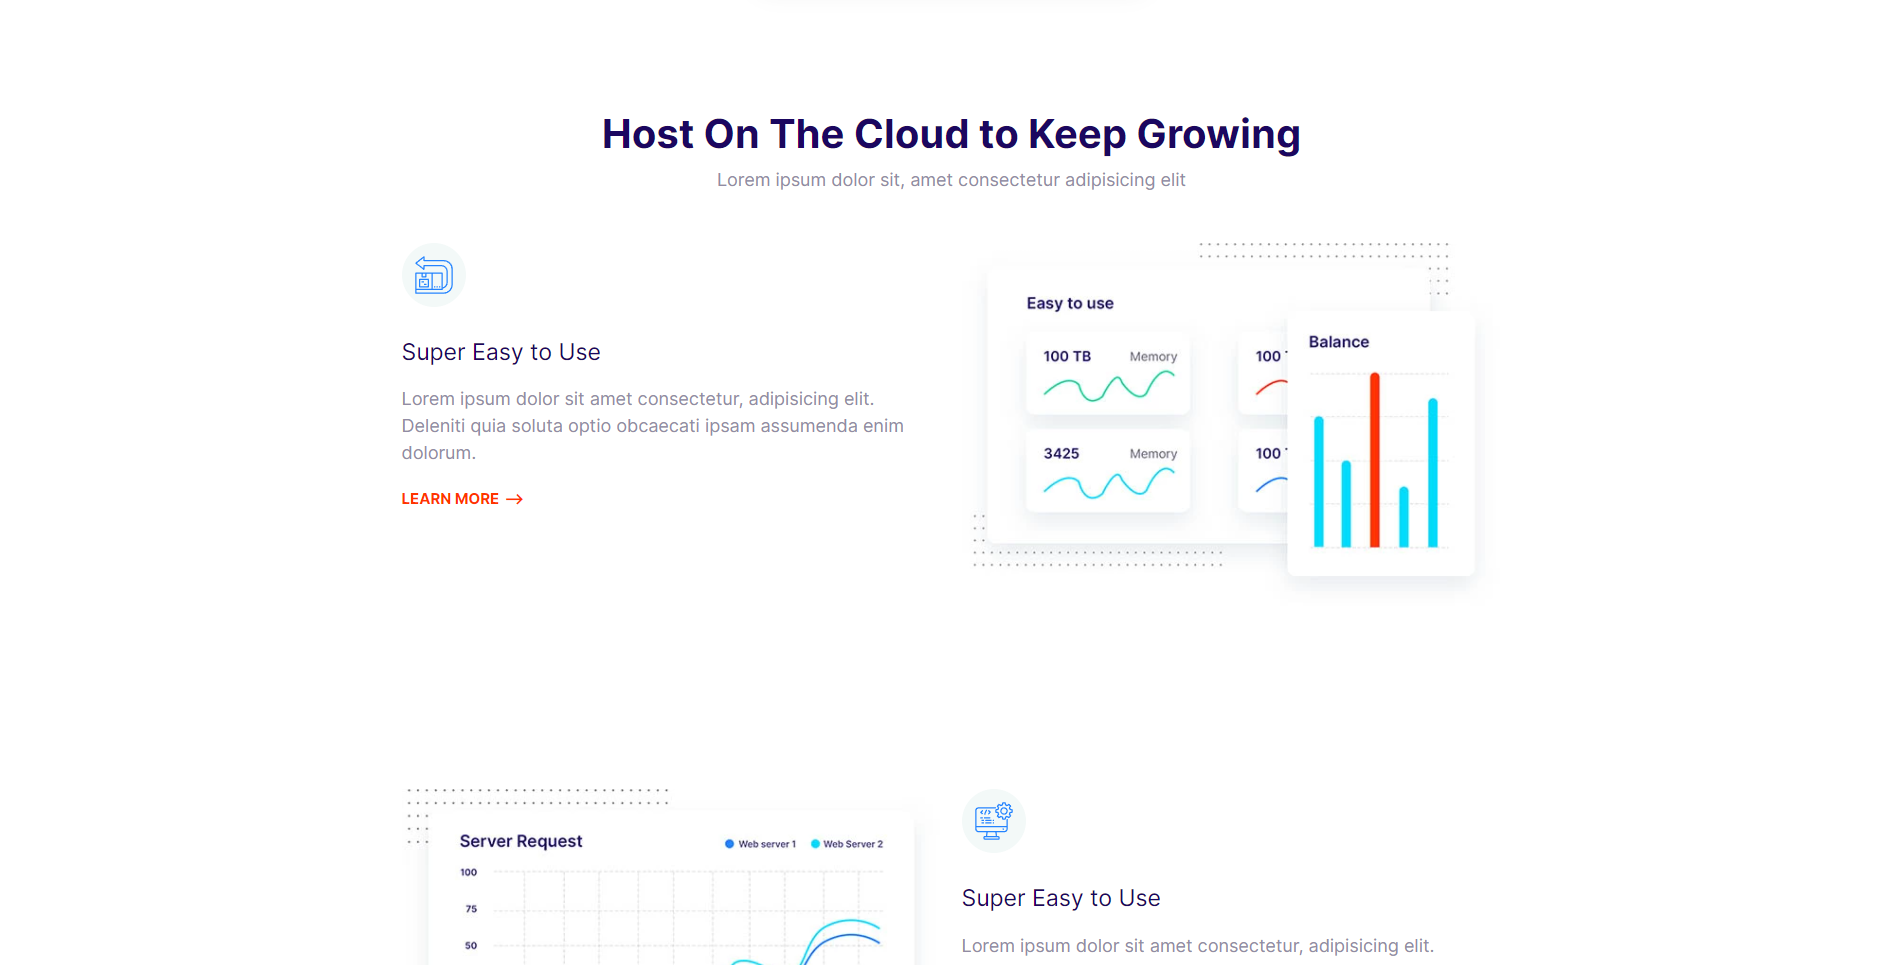 Host On The Cloud to Keep Growing
Lorem ipsum dolor sit, amet consectetur adipisicing elit
Super Easy to Use
Lorem ipsum dolor sit amet consectetur, adipisicing elit.
Deleniti quia soluta optio obcaecati ipsam assumenda enim
dolorum.
LEARN MORE
Easy to use
100 TB Memory
100
3425 Memory
100
Balance
Server Request
Web server 1 Web Server 2
100
75
50
Super Easy to Use
Lorem ipsum dolor sit amet consectetur, adipisicing elit.